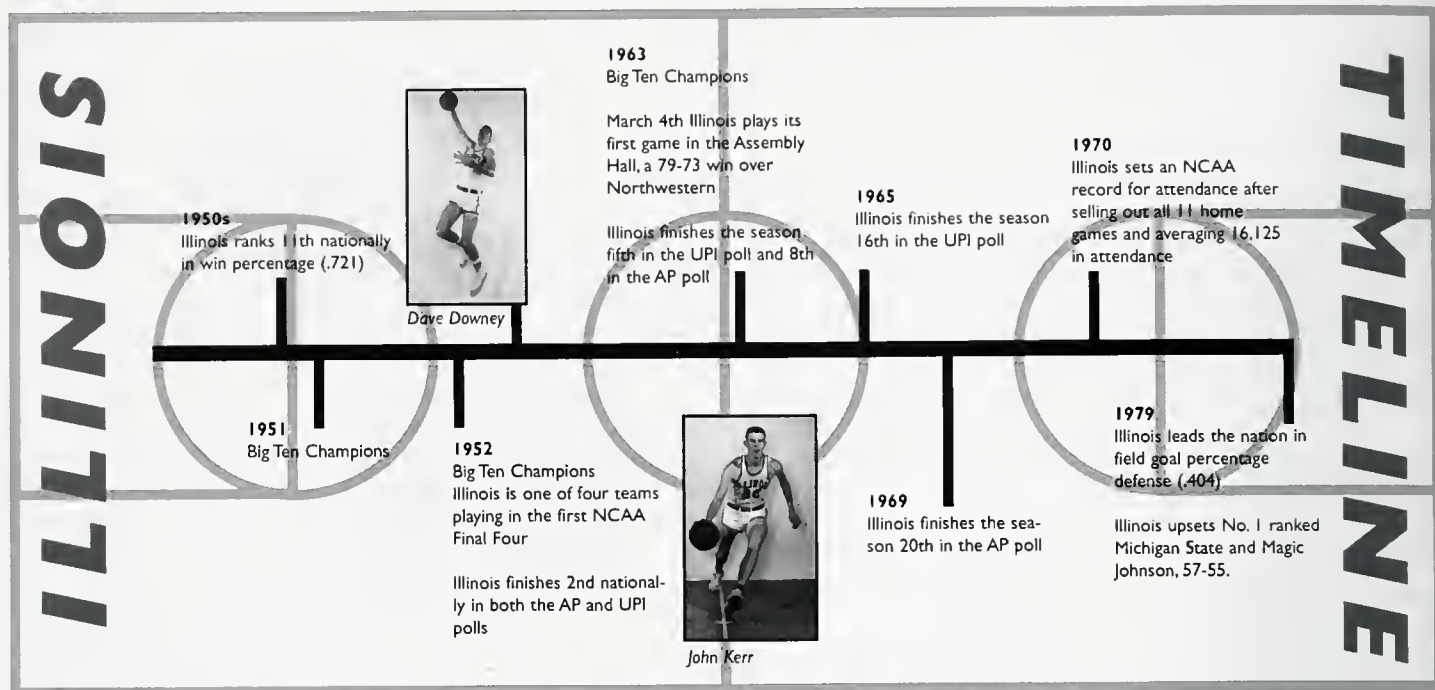 ILLINOIS
1950s
Illinois ranks 11th nationally
in win percentage (.721)
1951
Big Ten Champions
Dave Downey
1952
Big Ten Champions
Illinois is one of four teams
playing in the first NCAA
Final Four
Illinois finishes 2nd national-
ly in both the AP and UPI
polls
1963
Big Ten Champions
March 4th Illinois plays its
first game in the Assembly
Hall, a 79-73 win over
Northwestern
Illinois finishes the season
fifth in the UPI poll and 8th
in the AP poll
John Kerr
1965
Illinois finishes the season
16th in the UPI poll
1969
Illinois finishes the sea-
son 20th in the AP poll
1970
Illinois sets an NCAA
record for attendance after
selling out all 11 home
games and averaging 16,125
in attendance
1979
Illinois leads the nation in
field goal percentage
defense (.404)
Illinois upsets No. 1 ranked
Michigan State and Magic
Johnson, 57-55.
TIMELINE